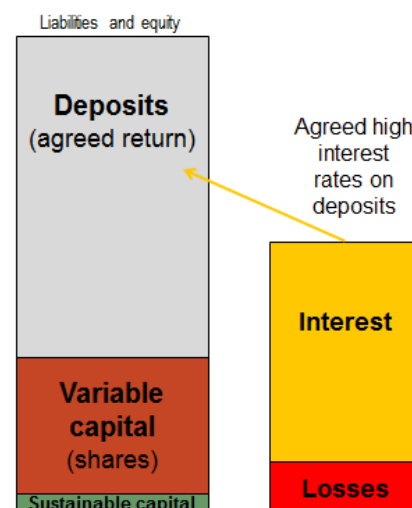 Liabilities and equity
Deposits
(agreed return)
Agreed high
interest
rates on
deposits
Interest
Variable
capital
(shares)
Losses
Sustainable capital